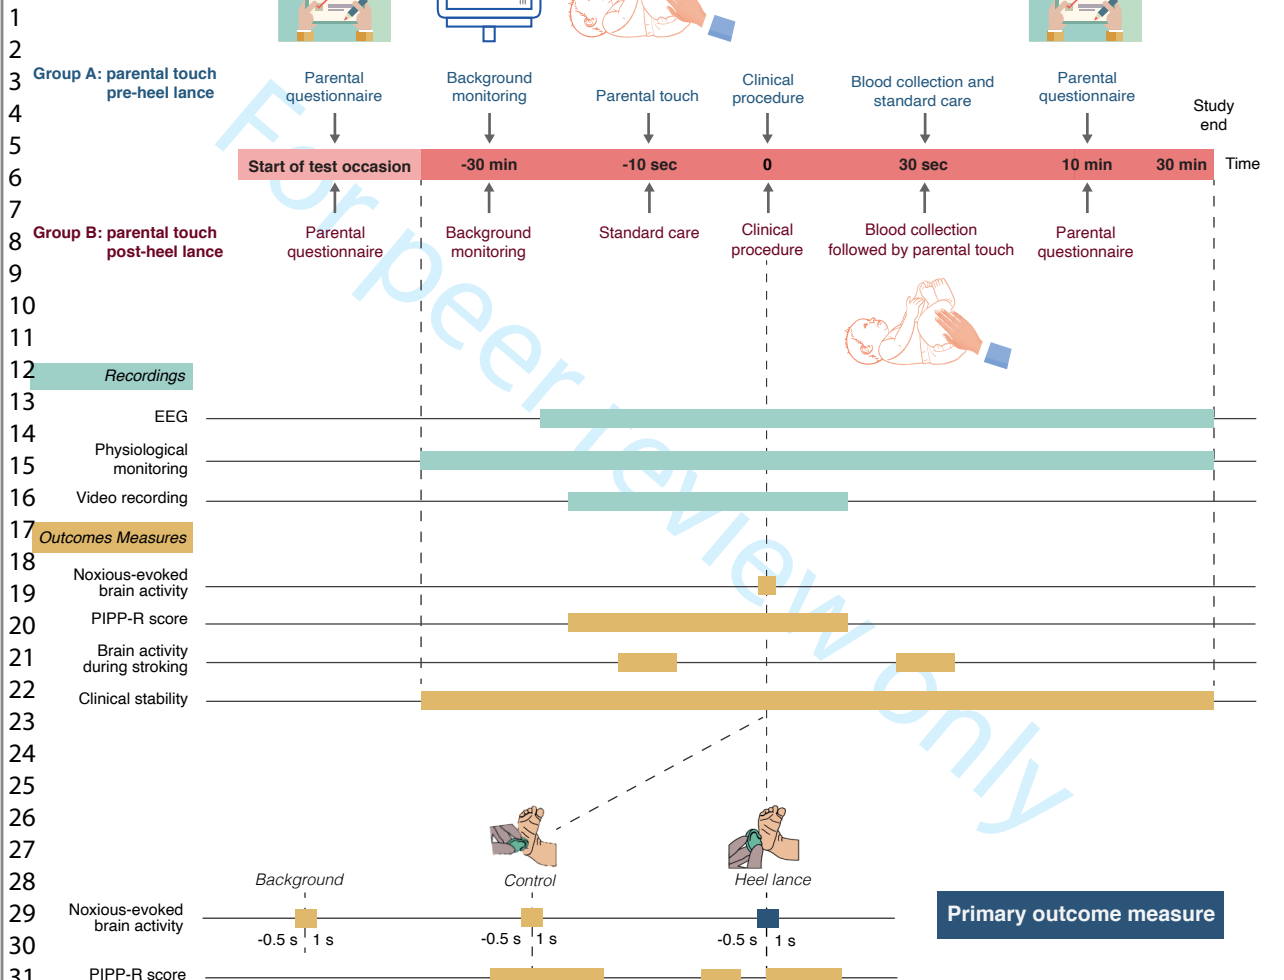 1
2
3
4
5
6
7
8
9
10
11
12
13
14
15
16
17
18
19
20
21
22
23
24
25
26
27
28
29
30
31
Group A: parental touch
pre-heel lance
Parental
questionnaire
Background
monitoring
Parental touch
Clinical
procedure
Blood collection and
standard care
Parental
questionnaire
Study
end
Start of test occasion
-30 min
-10 sec
0
30 sec
10 min
30 min
Time
Group B: parental touch
post-heel lance
Parental
questionnaire
Background
monitoring
Standard care
Clinical
procedure
Blood collection
followed by parental touch
Parental
questionnaire
Recordings
EEG
Physiological
monitoring
Video recording
Outcomes Measures
Noxious-evoked
brain activity
PIPP-R score
Brain activity
during stroking
Clinical stability
Background
Control
Heel lance
Noxious-evoked
brain activity
-0.5 s 1 s
-0.5 s 1 s
-0.5 s 1 s
Primary outcome measure
PIPP-R score
For peer review only